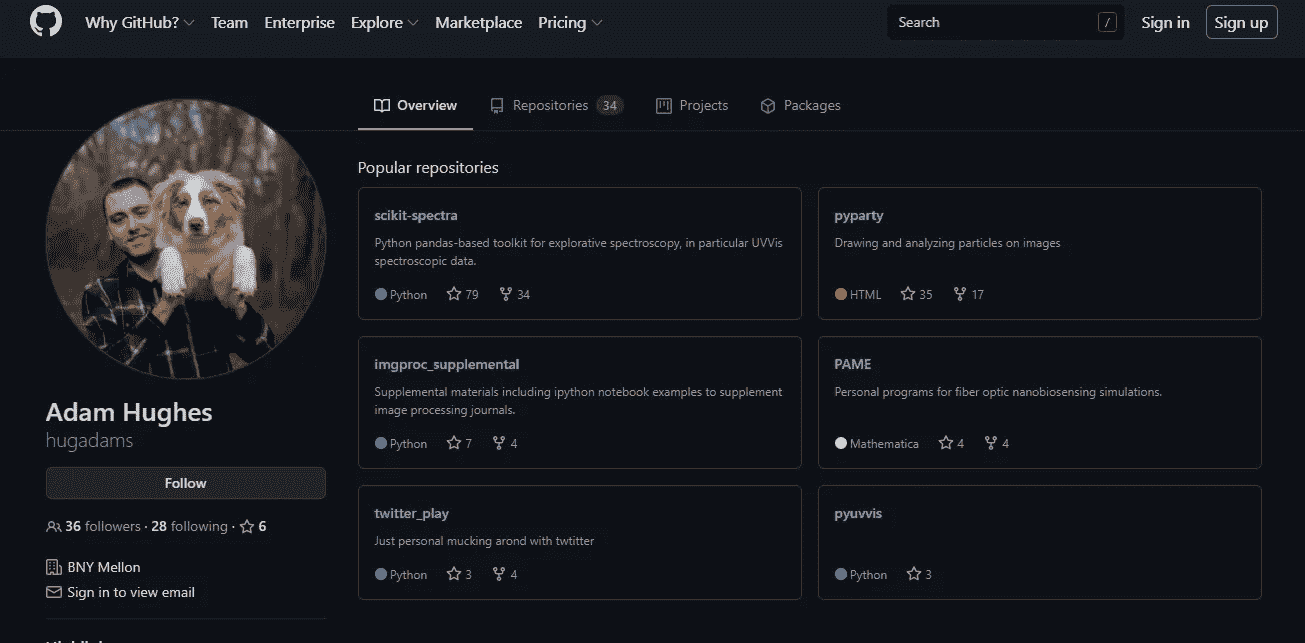 Why GitHub? Team Enterprise Explore Marketplace Pricing Search / Sign in Sign up
Overview Repositories 34 Projects Packages
Popular repositories
scikit-spectra
Python pandas-based toolkit for explorative spectroscopy, in particular UVVis
spectroscopic data.
Python 79 34
pyparty
Drawing and analyzing particles on images
HTML 35 17
imgproc_supplemental
Supplemental materials including ipython notebook examples to supplement
image processing journals.
Python 7 4
PAME
Personal programs for fiber optic nanobiosensing simulations.
Mathematica 4 4
twitter_play
Just personal mucking arond with twtitter
Python 3 4
pyuvvis
Python 3
Adam Hughes
hugadams
Follow
36 followers · 28 following · 6
BNY Mellon
Sign in to view email